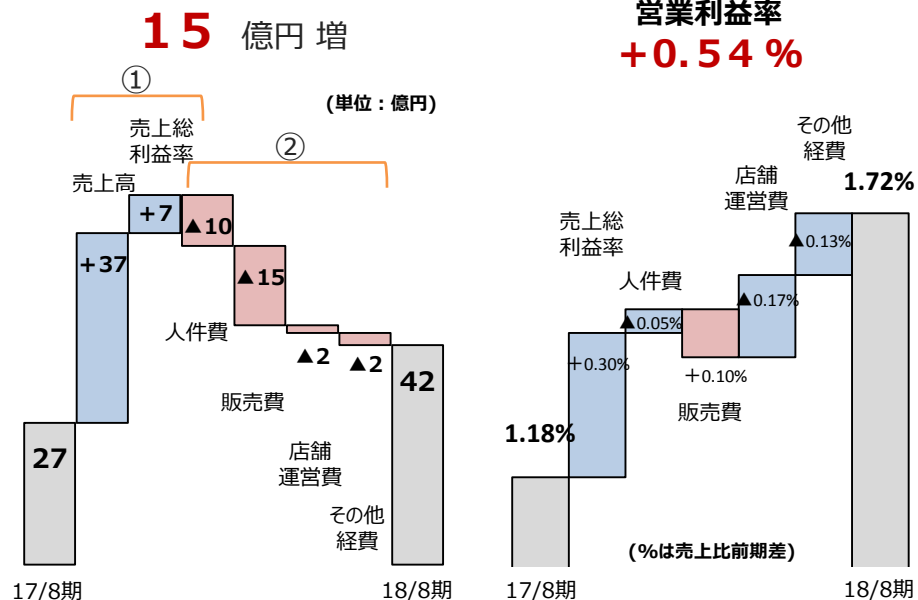 15 億円 増
①
(単位：億円)
売上総
利益率
②
売上高
+7
▲10
+37
▲15
人件費
▲2
▲2
42
販売費
27
店舗
運営費
その他
経費
17/8期
18/8期
営業利益率
+0.54%
その他
経費
1.72%
店舗
運営費
売上総
利益率
▲0.13%
人件費
▲0.17%
▲0.05%
+0.30%
+0.10%
販売費
1.18%
(%は売上比前期差)
17/8期
18/8期